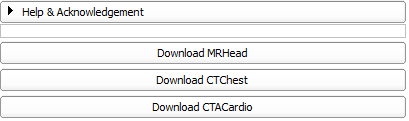 Help & Acknowledgement
Download MRHead
Download CTChest
Download CTACardio